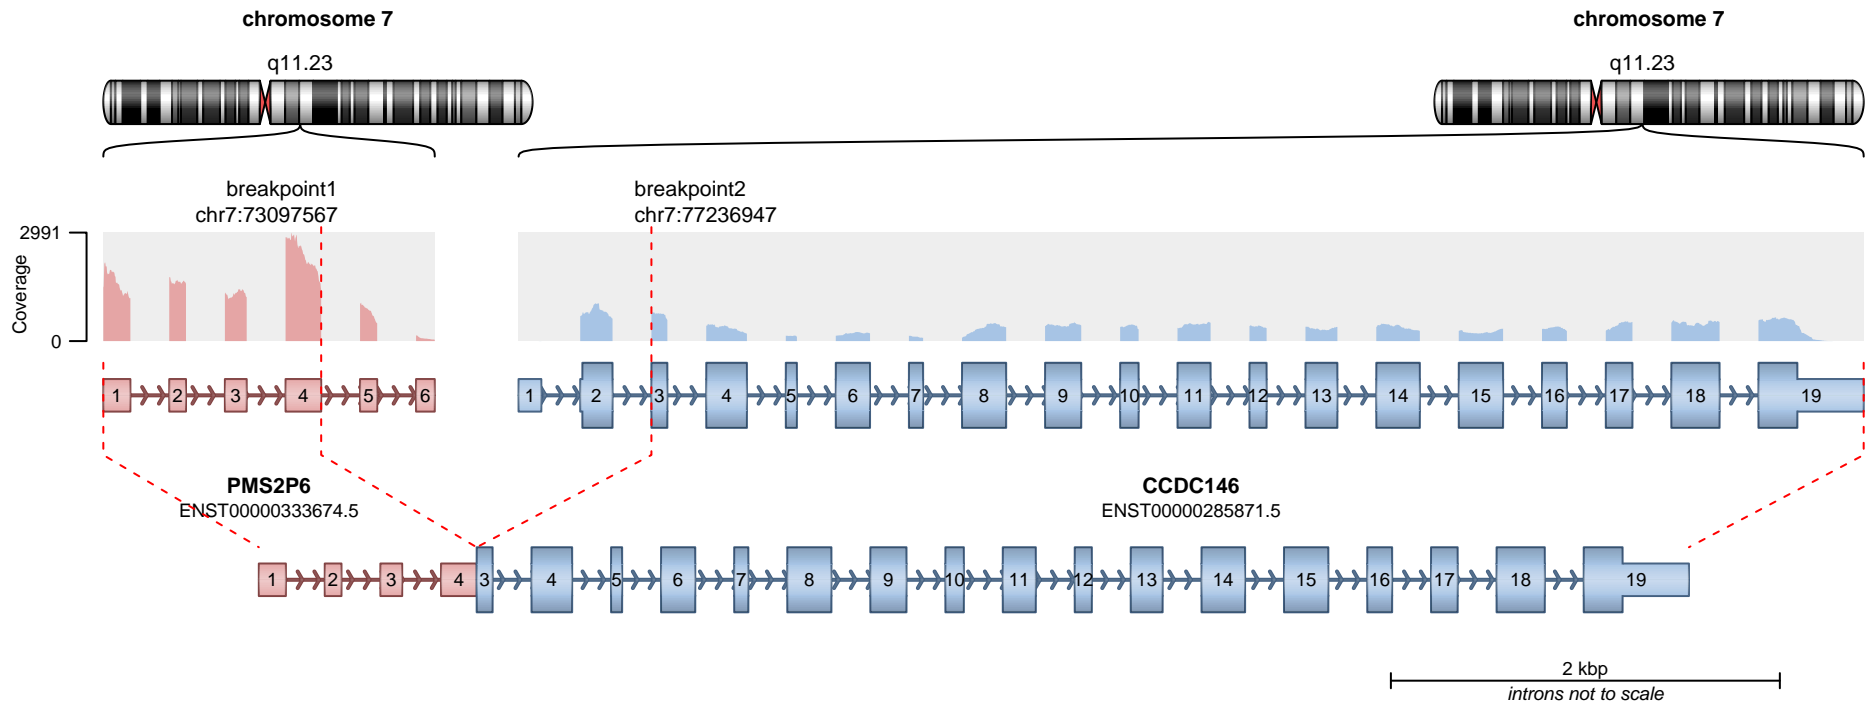 chromosome 7
chromosome 7
q11.23
q11.23
breakpoint1
chr7:73097567
breakpoint2
chr7:77236947
2991
Coverage
0
1 2 3 4 5 6
1 2 3 4 5 6 7 8 9 10 11 12 13 14 15 16 17 18 19
PMS2P6
ENST00000333674.5
CCDC146
ENST00000285871.5
1 2 3 4 3 4 5 6 7 8 9 10 11 12 13 14 15 16 17 18 19
2 kbp
introns not to scale